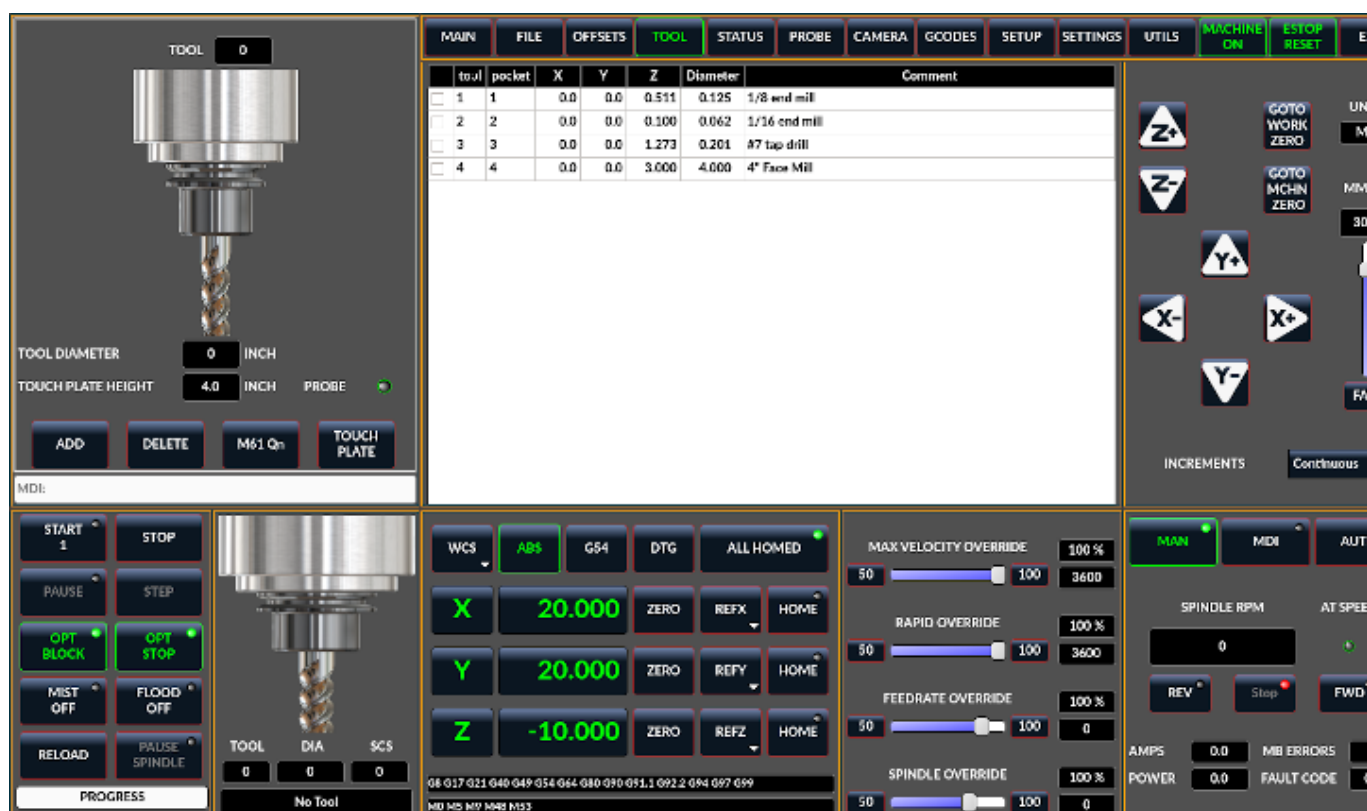 TOOL 0
TOOL DIAMETER 0 INCH
TOUCH PLATE HEIGHT 4.0 INCH PROBE
ADD DELETE M61 Qn TOUCH PLATE
MDI:
MAIN FILE OFFSETS TOOL STATUS PROBE CAMERA GCODES SETUP SETTINGS UTILS MACHINE ON ESTOP RESET
tool pocket X Y Z Diameter Comment
1 1 0.0 0.0 0.511 0.125 1/8 end mill
2 2 0.0 0.0 0.100 0.062 1/16 end mill
3 3 0.0 0.0 1.273 0.201 #7 tap drill
4 4 0.0 0.0 3.000 4.000 4" Face Mill
Z+ GOTO WORK ZERO
Z- GOTO MCHN ZERO
MM
30
Y+
X- X+
Y-
INCREMENTS Continuous
START 1 STOP
PAUSE STEP
OPT BLOCK OPT STOP
MIST OFF FLOOD OFF
RELOAD PAUSE SPINDLE
PROGRESS
TOOL DIA SCS
0 0 0
No Tool
WCS ABS G54 DTG ALL HOMED
X 20.000 ZERO REFX HOME
Y 20.000 ZERO REFY HOME
Z -10.000 ZERO REFZ HOME
G8 G17 G21 G40 G49 G54 G64 G80 G90 G91.1 G92.2 G94 G97 G99
M0 M5 M9 M48 M53
MAX VELOCITY OVERRIDE 100 %
50 100 3600
RAPID OVERRIDE 100 %
50 100 3600
FEEDRATE OVERRIDE 100 %
50 100 0
SPINDLE OVERRIDE 100 %
50 100 0
MAN MDI AUT
SPINDLE RPM AT SPEE
0
REV Stop FWD
AMPS 0.0 MB ERRORS
POWER 0.0 FAULT CODE